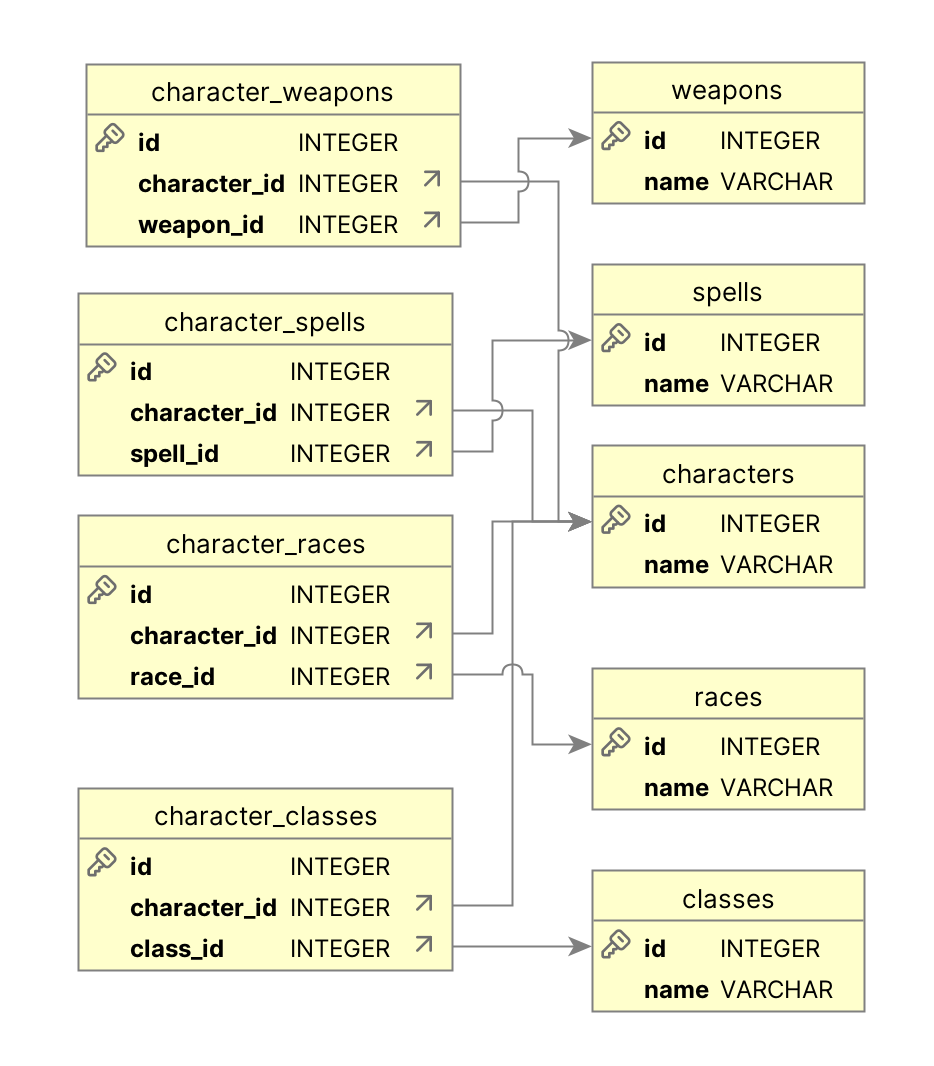 character_weapons
id INTEGER
character_id INTEGER
weapon_id INTEGER
weapons
id INTEGER
name VARCHAR
character_spells
id INTEGER
character_id INTEGER
spell_id INTEGER
spells
id INTEGER
name VARCHAR
characters
id INTEGER
name VARCHAR
character_races
id INTEGER
character_id INTEGER
race_id INTEGER
races
id INTEGER
name VARCHAR
character_classes
id INTEGER
character_id INTEGER
class_id INTEGER
classes
id INTEGER
name VARCHAR